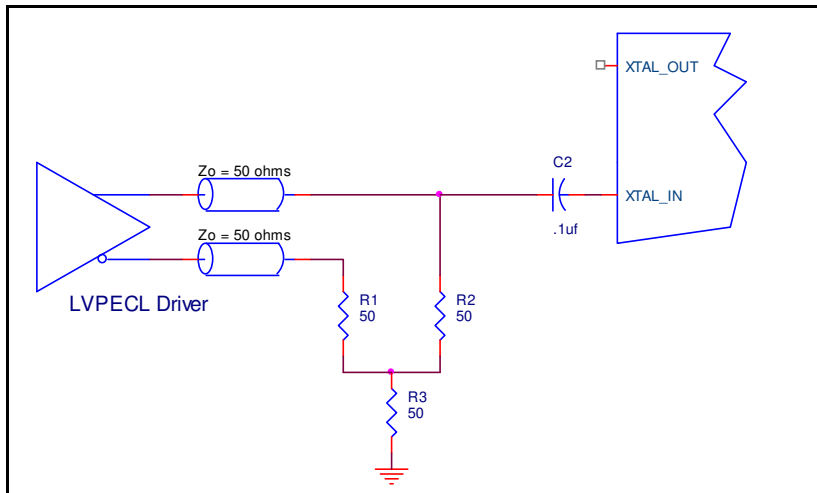 XTAL_OUT
C2
Zo = 50 ohms
XTAL_IN
.1uf
Zo = 50 ohms
LVPECL Driver
R1
50
R2
50
R3
50